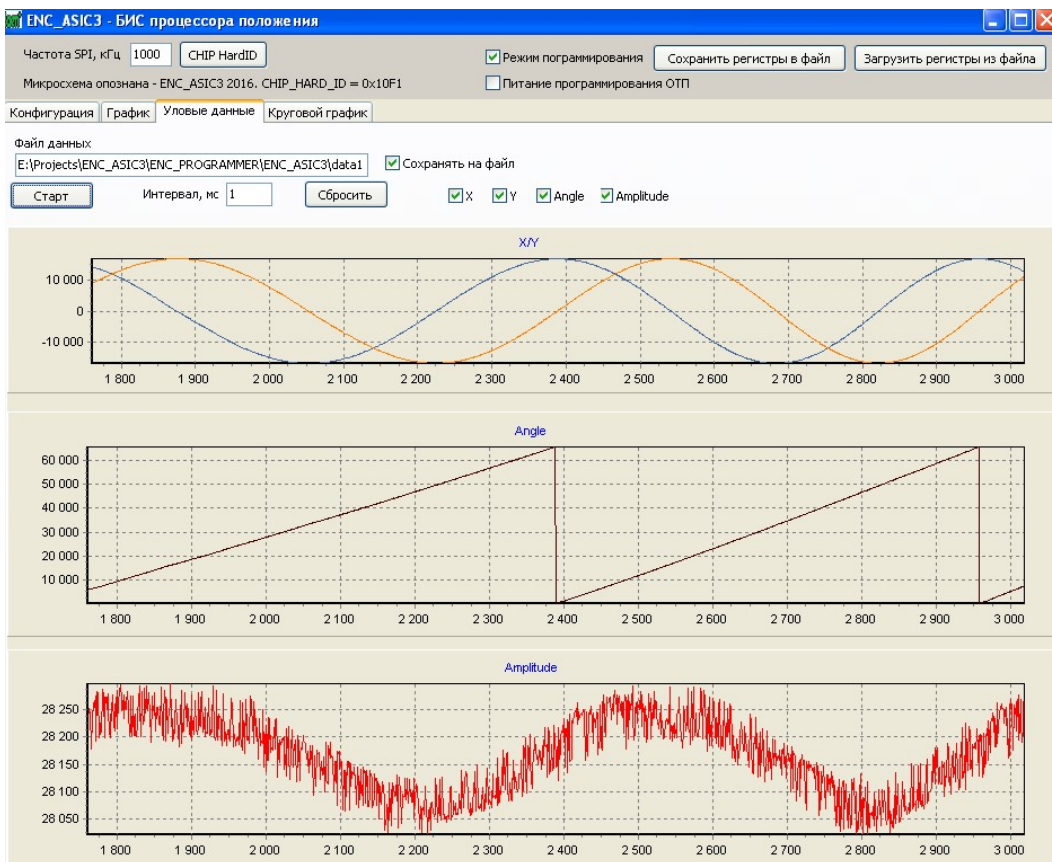 ENC_ASIC3 - БИС процессора положения
Частота SPI, кГц 1000 CHIP HardID
Режим пограммирования Сохранить регистры в файл Загрузить регистры из файла
Микросхема опознана - ENC_ASIC3 2016. CHIP_HARD_ID = 0x10F1
Питание программирования ОТП
Конфигурация График Уловые данные Круговой график
Файл данных
E:\Projects\ENC_ASIC3\ENC_PROGRAMMER\ENC_ASIC3\data1 Сохранять на файл
Старт Интервал, мс 1 Сбросить X Y Angle Amplitude
X/Y
10 000
0
-10 000
1 800 1 900 2 000 2 100 2 200 2 300 2 400 2 500 2 600 2 700 2 800 2 900 3 000
Angle
60 000
50 000
40 000
30 000
20 000
10 000
1 800 1 900 2 000 2 100 2 200 2 300 2 400 2 500 2 600 2 700 2 800 2 900 3 000
Amplitude
28 250
28 200
28 150
28 100
28 050
1 800 1 900 2 000 2 100 2 200 2 300 2 400 2 500 2 600 2 700 2 800 2 900 3 000